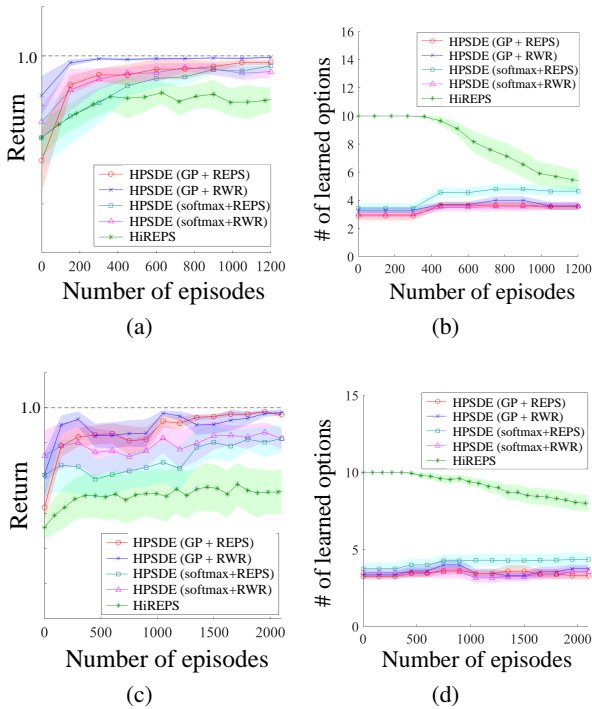 1.0
Return
HPSDE (GP + REPS)
HPSDE (GP + RWR)
HPSDE (softmax+REPS)
HPSDE (softmax+RWR)
HiREPS
0 200 400 600 800 1000 1200
Number of episodes
(a)
16
14
12
10
8
6
4
2
0
# of learned options
HPSDE (GP + REPS)
HPSDE (GP + RWR)
HPSDE (softmax+REPS)
HPSDE (softmax+RWR)
HiREPS
0 200 400 600 800 1000 1200
Number of episodes
(b)
1.0
Return
HPSDE (GP + REPS)
HPSDE (GP + RWR)
HPSDE (softmax+REPS)
HPSDE (softmax+RWR)
HiREPS
0 500 1000 1500 2000
Number of episodes
(c)
15
10
5
0
# of learned options
HPSDE (GP + REPS)
HPSDE (GP + RWR)
HPSDE (softmax+REPS)
HPSDE (softmax+RWR)
HiREPS
0 500 1000 1500 2000
Number of episodes
(d)